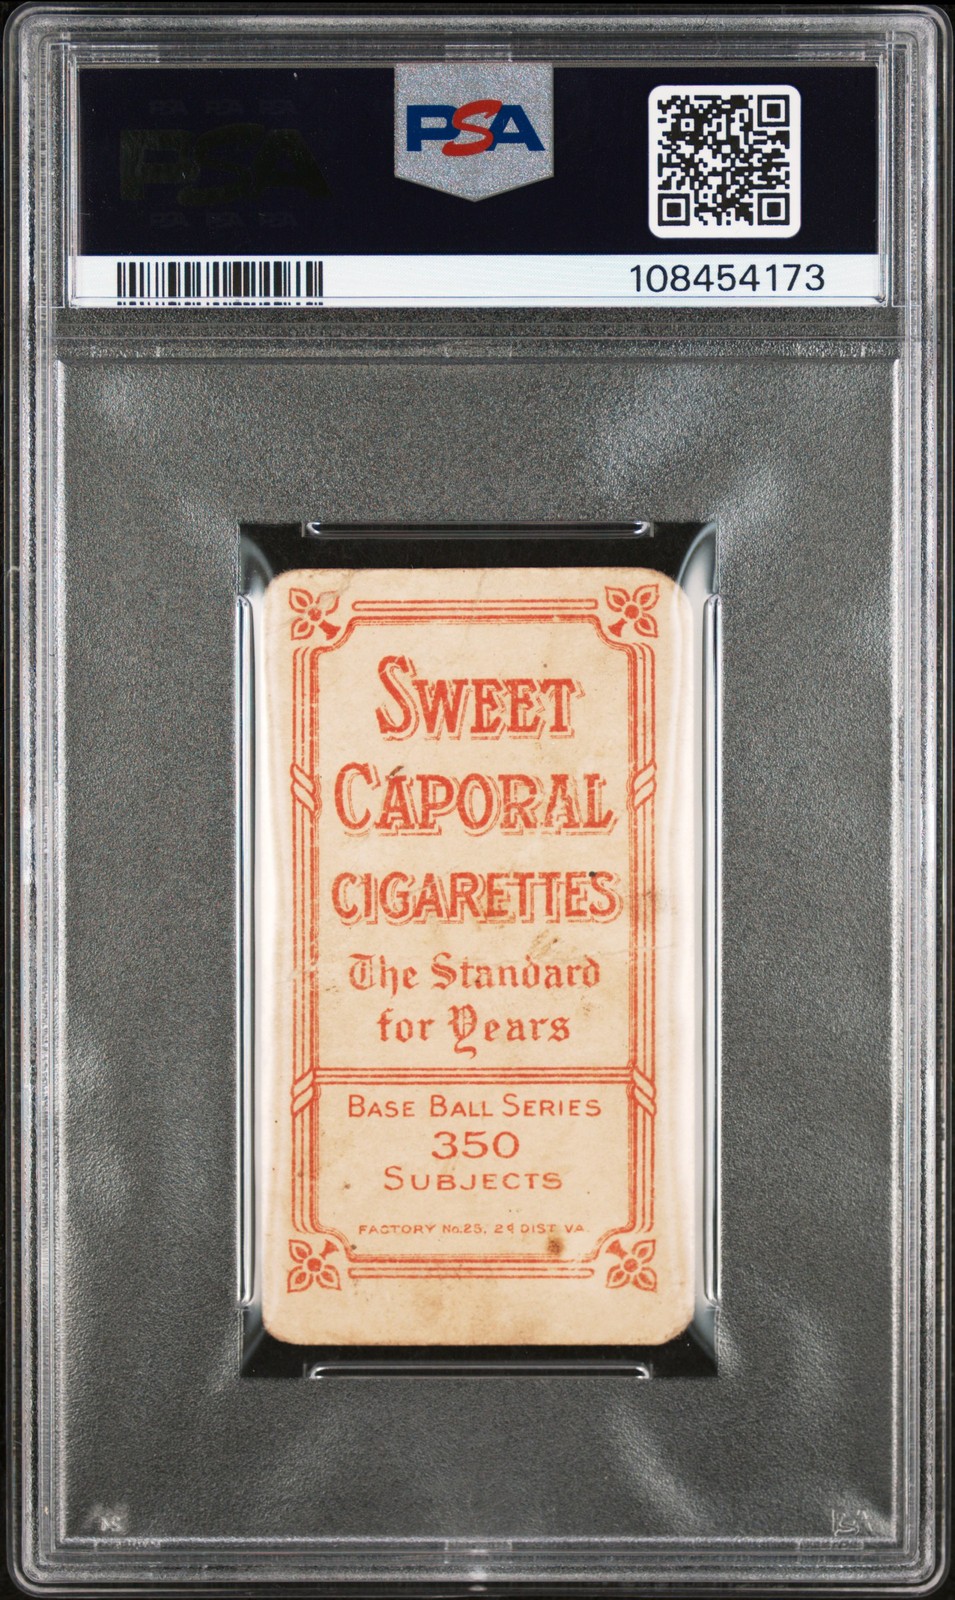 PSA
108454173
SWEET
CAPORAL
CIGARETTES
The Standard
for Years
BASE BALL SERIES
350
SUBJECTS
FACTORY No.25, 2d DIST. VA.